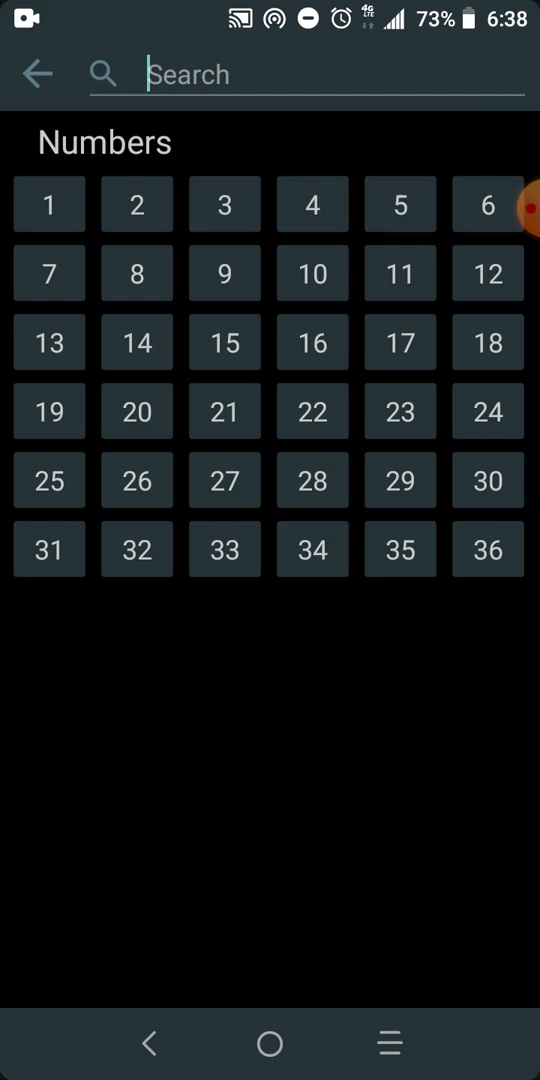 4G
LTE
73% 6:38
Search
Numbers
1 2 3 4 5 6
7 8 9 10 11 12
13 14 15 16 17 18
19 20 21 22 23 24
25 26 27 28 29 30
31 32 33 34 35 36